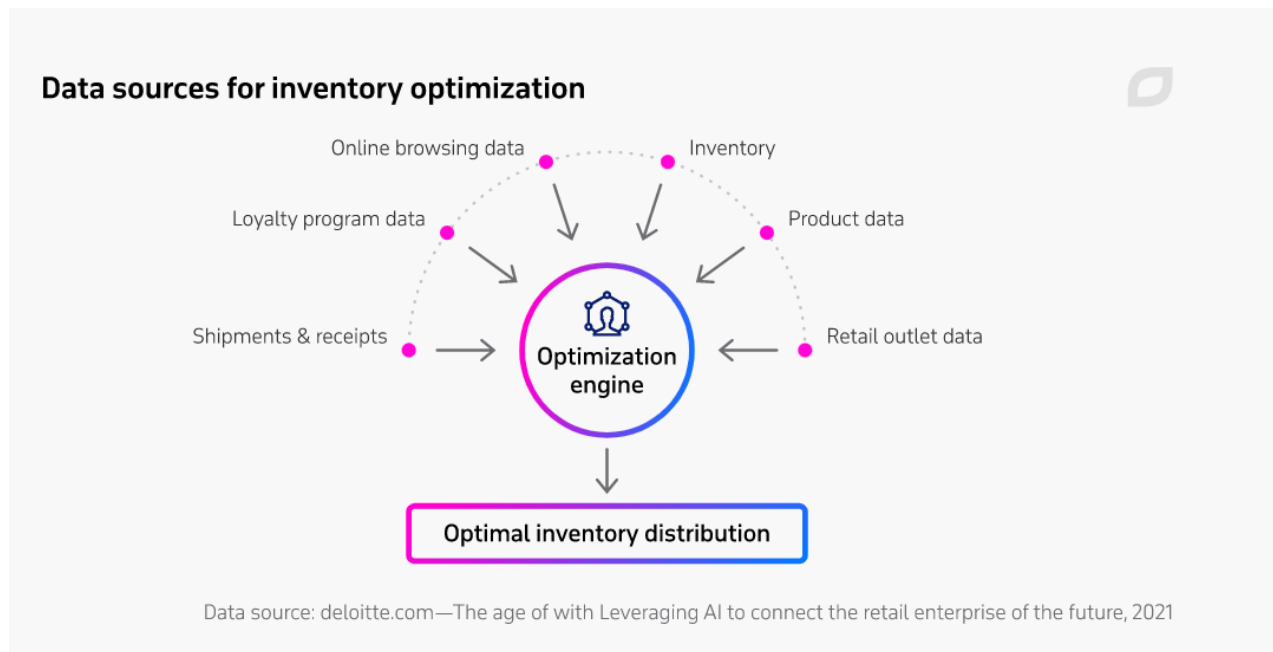 Data sources for inventory optimization
Online browsing data
Inventory
Loyalty program data
Product data
Shipments & receipts
Retail outlet data
Optimization
engine
Optimal inventory distribution
Data source: deloitte.com—The age of with Leveraging AI to connect the retail enterprise of the future, 2021